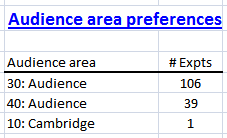 Audience area preferences
Audience area # Expts
30: Audience 106
40: Audience 39
10: Cambridge 1